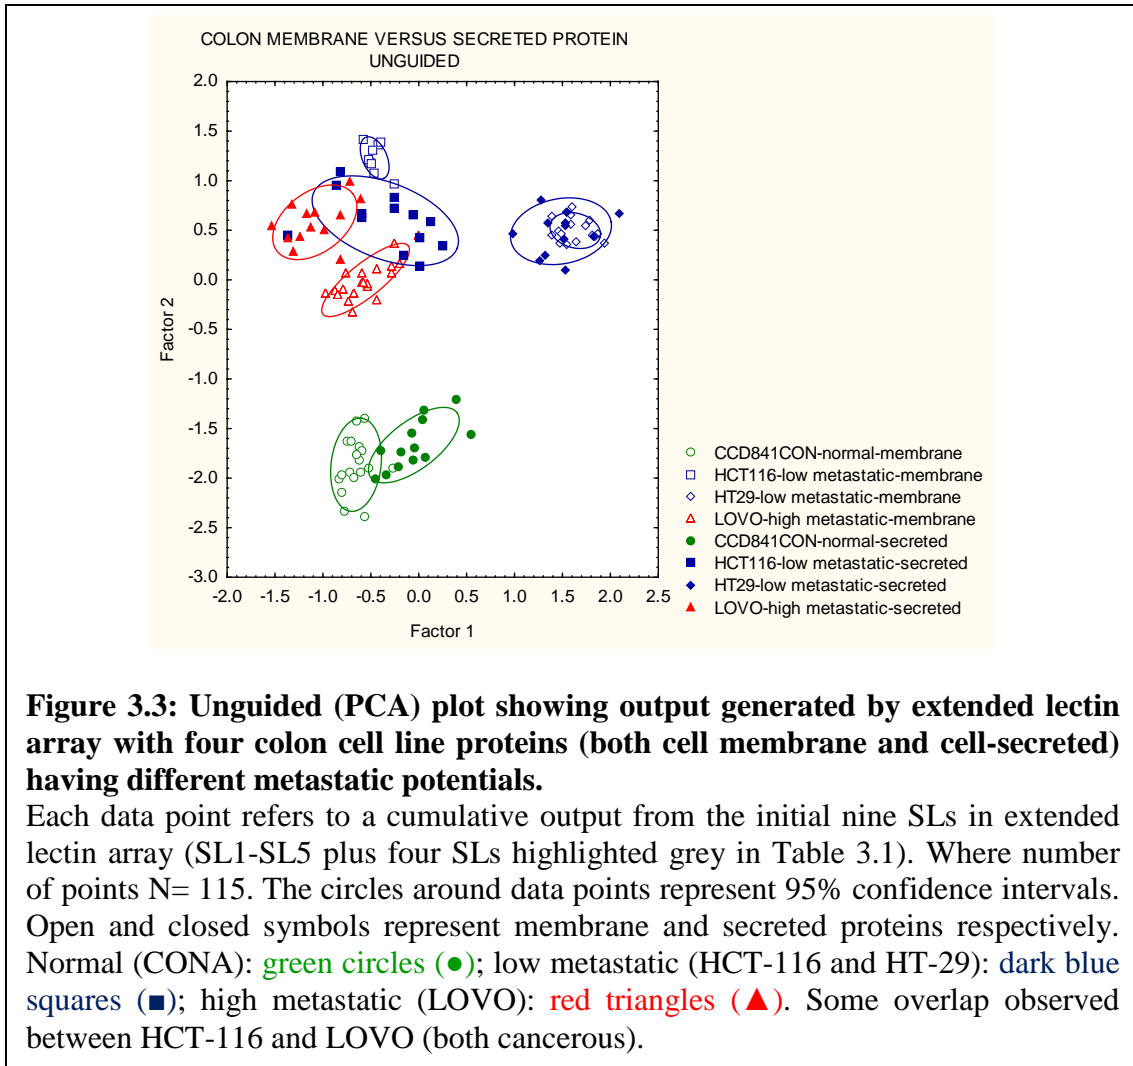 COLON MEMBRANE VERSUS SECRETED PROTEIN
UNGUIDED
2.0
1.5
1.0
0.5
0.0
-0.5
-1.0
-1.5
-2.0
-2.5
-3.0
Factor 2
-2.0 -1.5 -1.0 -0.5 0.0 0.5 1.0 1.5 2.0 2.5
Factor 1
CCD841CON-normal-membrane
HCT116-low metastatic-membrane
HT29-low metastatic-membrane
LOVO-high metastatic-membrane
CCD841CON-normal-secreted
HCT116-low metastatic-secreted
HT29-low metastatic-secreted
LOVO-high metastatic-secreted
Figure 3.3: Unguided (PCA) plot showing output generated by extended lectin
array with four colon cell line proteins (both cell membrane and cell-secreted)
having different metastatic potentials.
Each data point refers to a cumulative output from the initial nine SLs in extended
lectin array (SL1-SL5 plus four SLs highlighted grey in Table 3.1). Where number
of points N= 115. The circles around data points represent 95% confidence intervals.
Open and closed symbols represent membrane and secreted proteins respectively.
Normal (CONA): green circles (●); low metastatic (HCT-116 and HT-29): dark blue
squares (■); high metastatic (LOVO): red triangles (▲). Some overlap observed
between HCT-116 and LOVO (both cancerous).